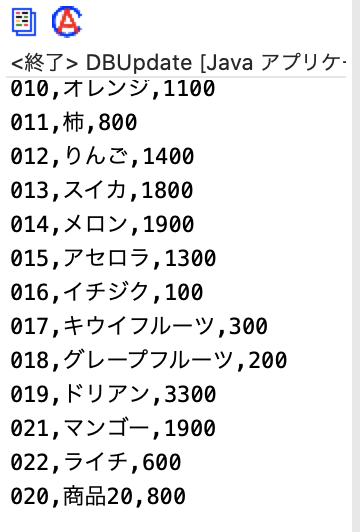 <終了> DBUpdate [Java アプリケー
010,オレンジ,1100
011,柿,800
012,りんご,1400
013,スイカ,1800
014,メロン,1900
015,アセロラ,1300
016,イチジク,100
017,キウイフルーツ,300
018,グレープフルーツ,200
019,ドリアン,3300
021,マンゴー,1900
022,ライチ,600
020,商品20,800